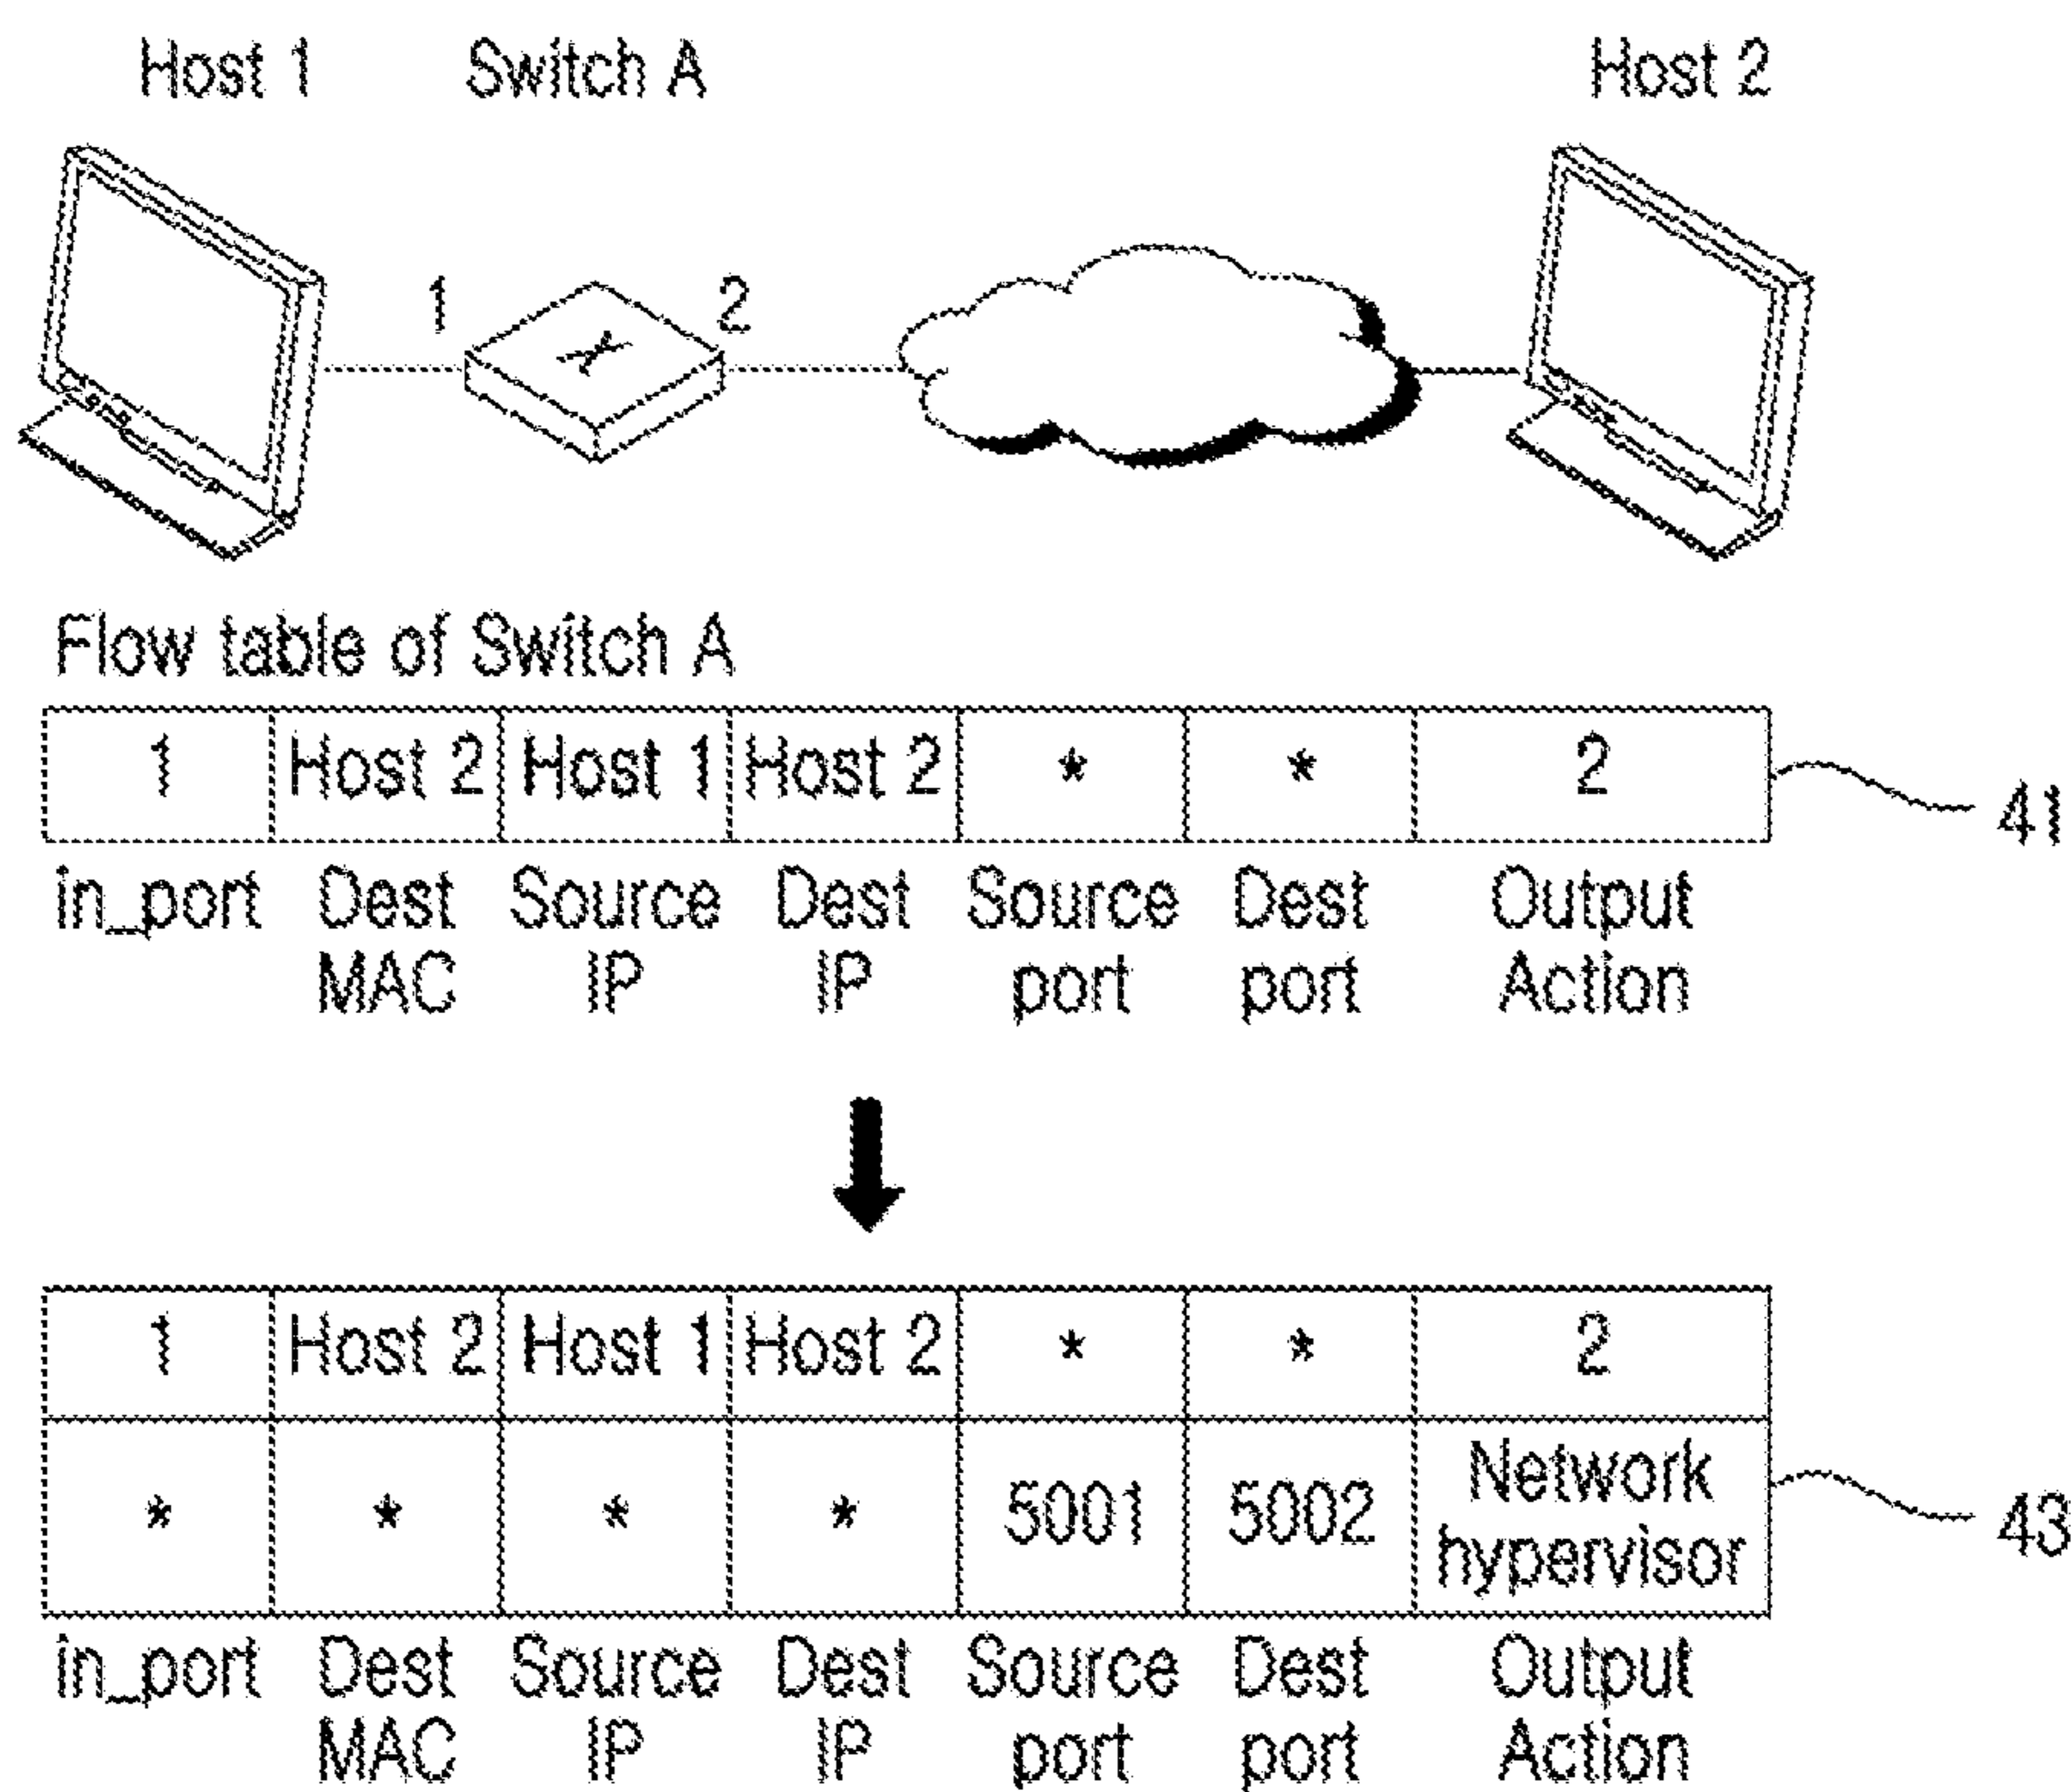 Host 1 Switch A Host 2
1 2
Flow table of Switch A
1 Host 2 Host 1 Host 2 * * 2
41
in_port Dest Source Dest Source Dest Output
MAC IP IP port port Action
1 Host 2 Host 1 Host 2 * * 2
* * * * 5001 5002 Network
hypervisor
43
in_port Dest Source Dest Source Dest Output
MAC IP IP port port Action